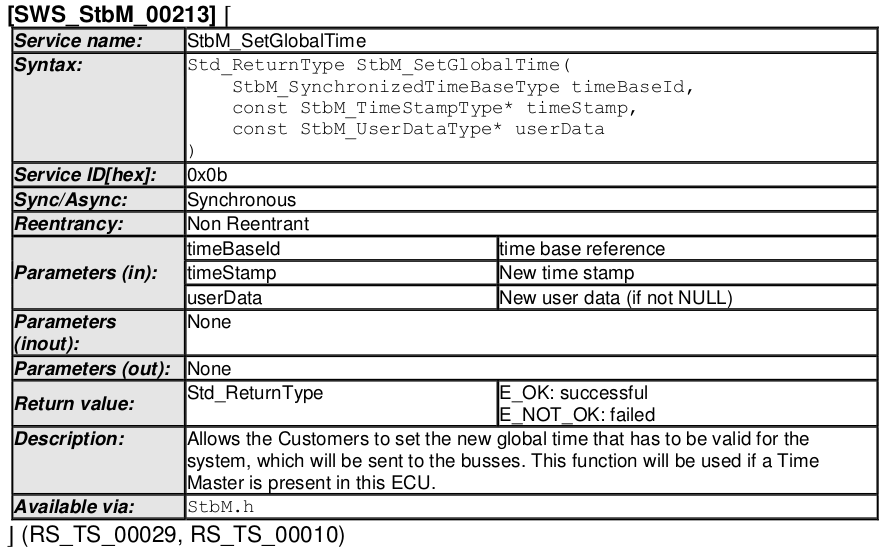 [SWS_StbM_00213] ⌈
Service name: StbM_SetGlobalTime
Syntax: Std_ReturnType StbM_SetGlobalTime(
StbM_SynchronizedTimeBaseType timeBaseId,
const StbM_TimeStampType* timeStamp,
const StbM_UserDataType* userData
)
Service ID[hex]: 0x0b
Sync/Async: Synchronous
Reentrancy: Non Reentrant
Parameters (in): timeBaseId time base reference
timeStamp New time stamp
userData New user data (if not NULL)
Parameters None
(inout):
Parameters (out): None
Return value: Std_ReturnType E_OK: successful
E_NOT_OK: failed
Description: Allows the Customers to set the new global time that has to be valid for the
system, which will be sent to the busses. This function will be used if a Time
Master is present in this ECU.
Available via: StbM.h
⌋ (RS_TS_00029, RS_TS_00010)